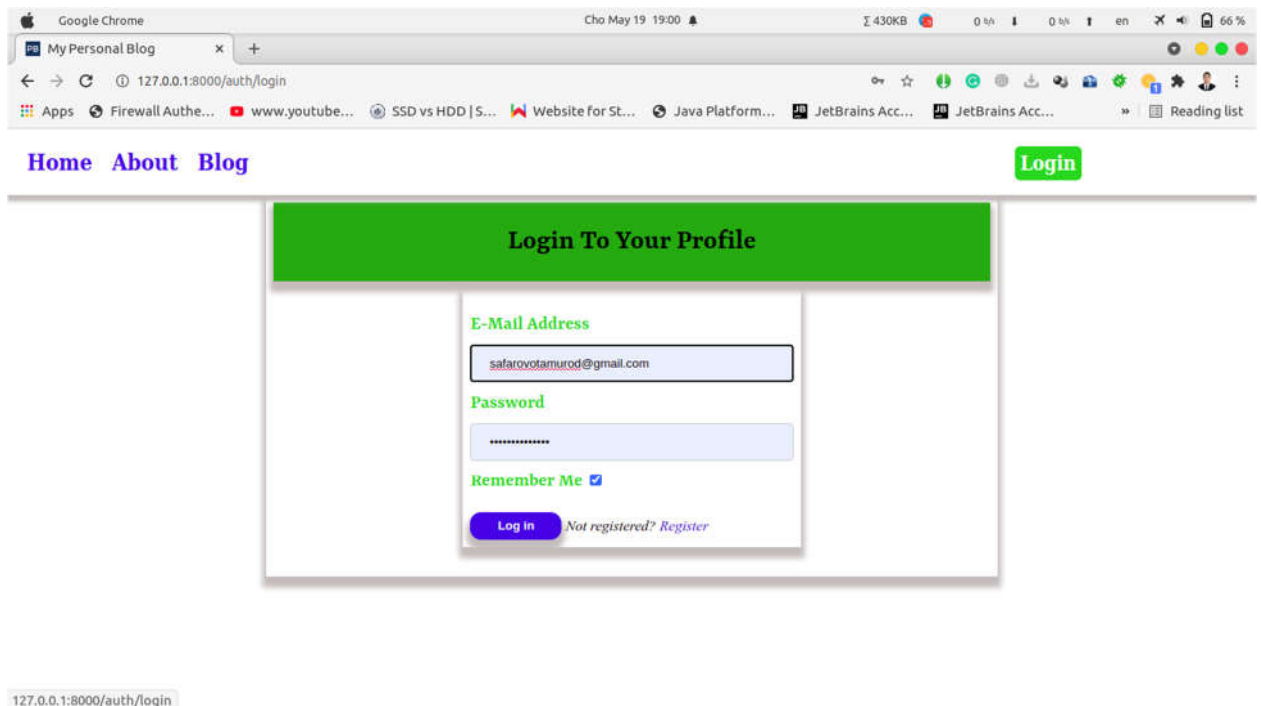 Google Chrome Cho May 19 19:00 Σ 430KB 0 b/s 0 b/s en 66 %
PB My Personal Blog × +
127.0.0.1:8000/auth/login
Apps Firewall Authe... www.youtube... SSD vs HDD | S... Website for St... Java Platform... JetBrains Acc... JetBrains Acc... » Reading list
Home About Blog Login
Login To Your Profile
E-Mail Address
safarovotamurod@gmail.com
Password
••••••••••••••
Remember Me
Log in Not registered? Register
127.0.0.1:8000/auth/login